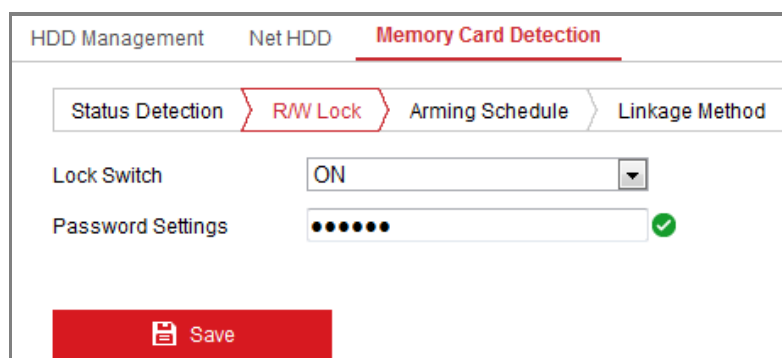 HDD Management Net HDD Memory Card Detection
Status Detection R/W Lock Arming Schedule Linkage Method
Lock Switch ON
Password Settings ••••••
Save